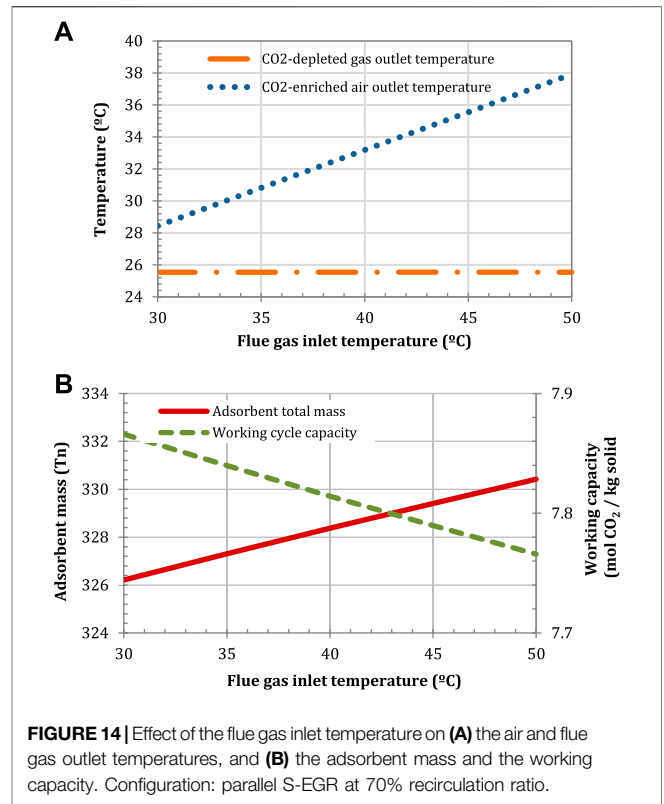 A
40
38
36
34
32
30
28
26
24
Temperature (ºC)
CO2-depleted gas outlet temperature
CO2-enriched air outlet temperature
30 35 40 45 50
Flue gas inlet temperature (ºC)
B
334
332
330
328
326
324
Adsorbent mass (Tn)
Adsorbent total mass
Working cycle capacity
7.9
7.8
7.7
Working capacity
(mol CO₂ / kg solid
30 35 40 45 50
Flue gas inlet temperature (ºC)
FIGURE 14 | Effect of the flue gas inlet temperature on (A) the air and flue
gas outlet temperatures, and (B) the adsorbent mass and the working
capacity. Configuration: parallel S-EGR at 70% recirculation ratio.